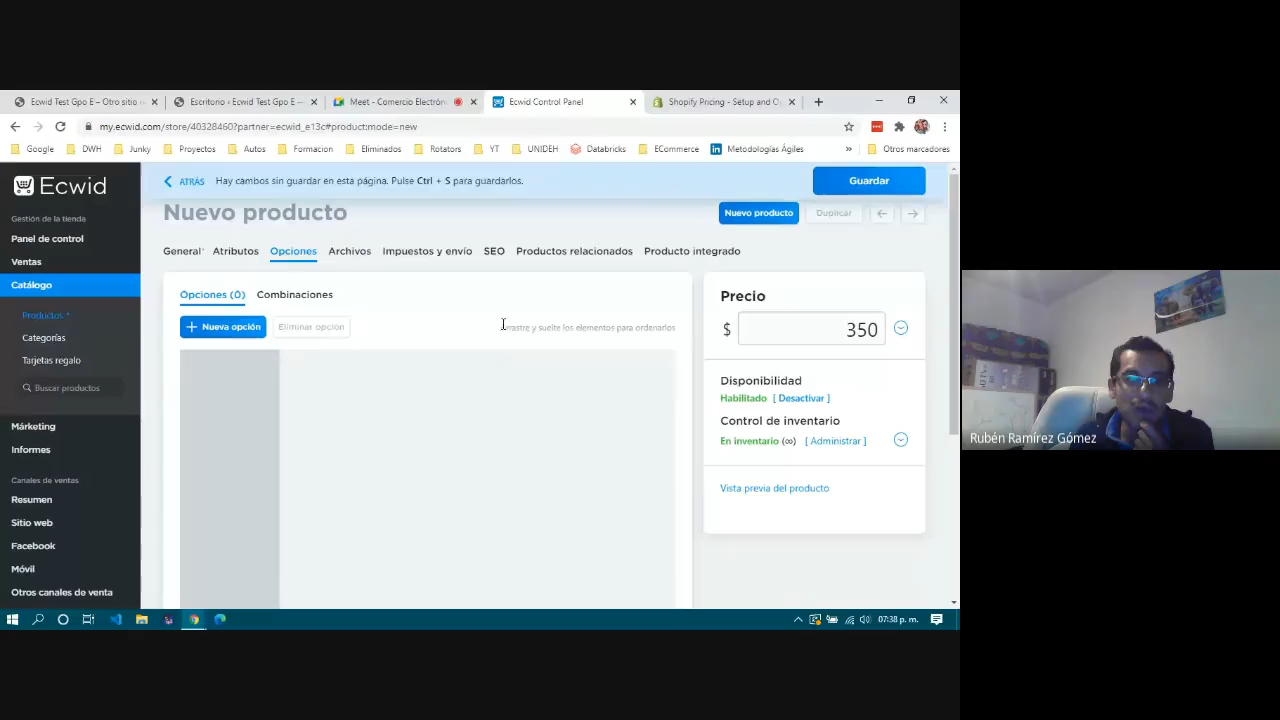 Ecwid Test Gpo E – Otro sitio
Escritorio ‹ Ecwid Test Gpo E —
Meet - Comercio Electrón
Ecwid Control Panel
Shopify Pricing - Setup and O
my.ecwid.com/store/40328460?partner=ecwid_e13c#product:mode=new
Google
DWH
Junky
Proyectos
Autos
Formacion
Eliminados
Rotators
YT
UNIDEH
Databricks
ECommerce
Metodologías Ágiles
»
Otros marcadores
Ecwid
ATRÁS
Hay cambos sin guardar en esta página. Pulse Ctrl + S para guardarlos.
Guardar
Gestión de la tienda
Panel de control
Ventas
Catálogo
Productos *
Categorías
Tarjetas regalo
Buscar productos
Márketing
Informes
Canales de ventas
Resumen
Sitio web
Facebook
Móvil
Otros canales de venta
Nuevo producto
Nuevo producto
Duplicar
General*
Atributos
Opciones
Archivos
Impuestos y envío
SEO
Productos relacionados
Producto integrado
Opciones (0)
Combinaciones
Nueva opción
Eliminar opción
y suelte los elementos para ordenarlos
Precio
$ 350
Disponibilidad
Habilitado [ Desactivar ]
Control de inventario
En inventario (∞) [ Administrar ]
Vista previa del producto
Rubén Ramírez Gómez
07:38 p. m.